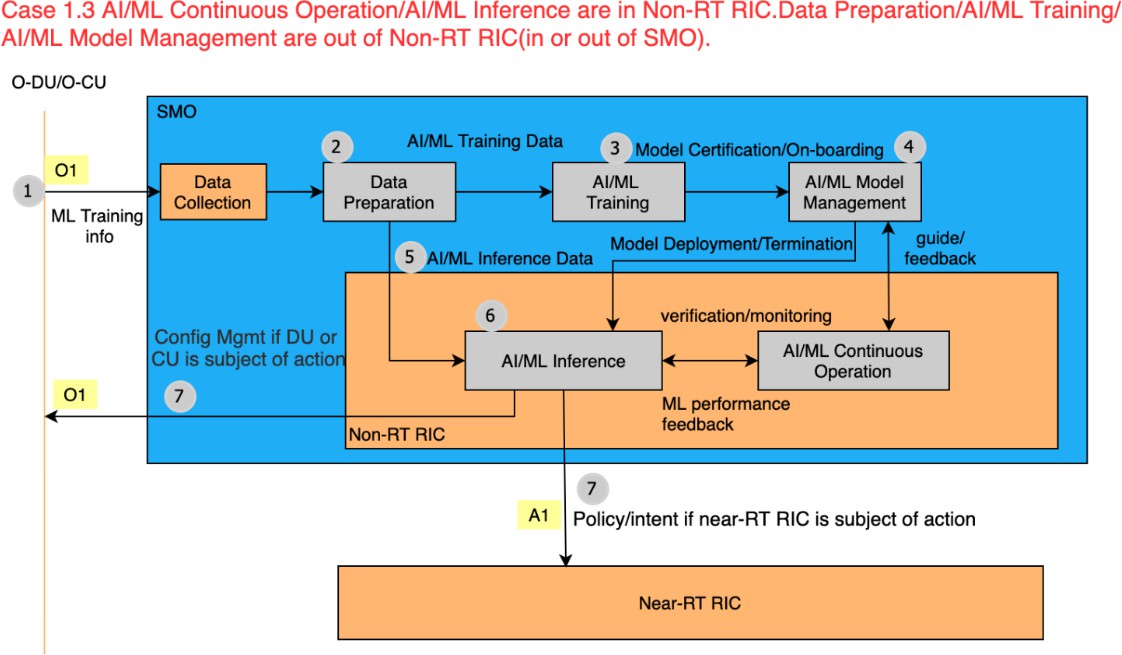 Case 1.3 AI/ML Continuous Operation/AI/ML Inference are in Non-RT RIC.Data Preparation/AI/ML Training/
AI/ML Model Management are out of Non-RT RIC(in or out of SMO).
O-DU/O-CU
SMO
1
O1
ML Training
info
Data
Collection
2
Data
Preparation
AI/ML Training Data
3
AI/ML
Training
Model Certification/On-boarding
4
AI/ML Model
Management
5
AI/ML Inference Data
Model Deployment/Termination
guide/
feedback
6
AI/ML Inference
verification/monitoring
AI/ML Continuous
Operation
ML performance
feedback
Config Mgmt if DU or
CU is subject of action
O1
7
Non-RT RIC
7
A1
Policy/intent if near-RT RIC is subject of action
Near-RT RIC